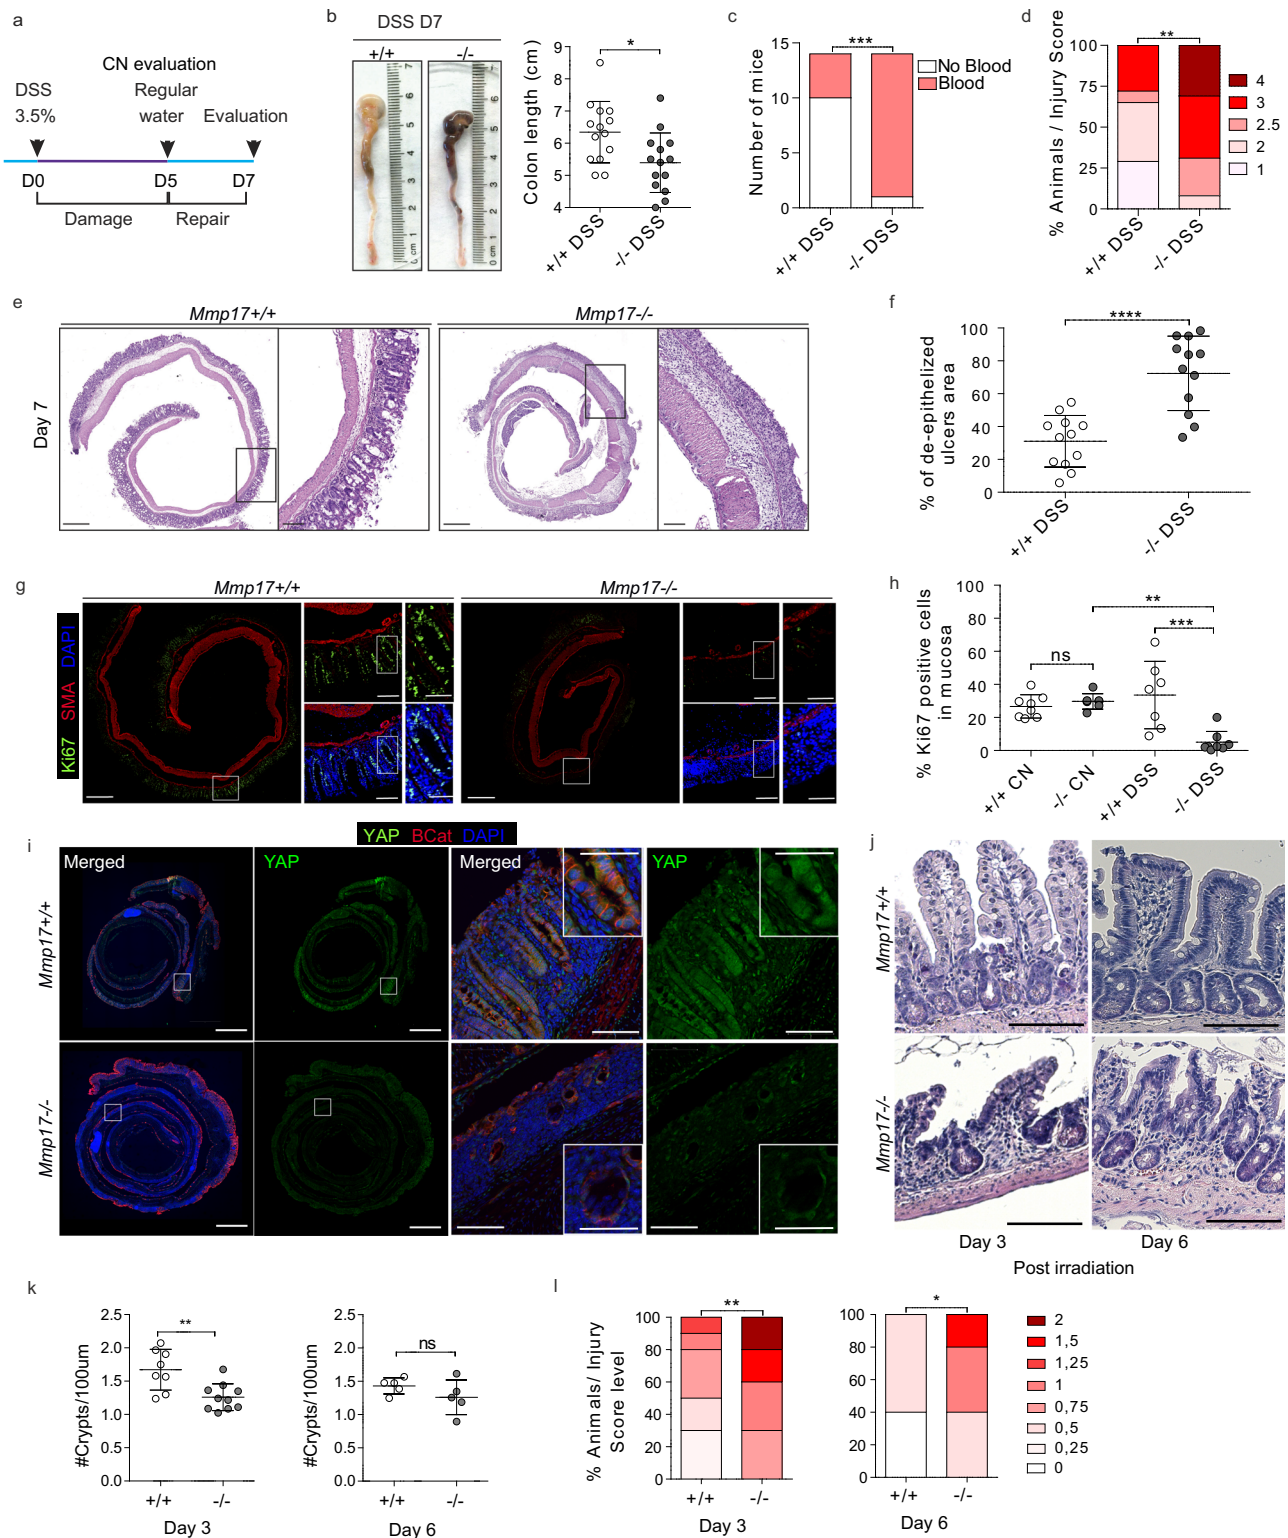 a
CN evaluation
DSS
3.5%
Regular
water
Evaluation
D0
D5
D7
Damage
Repair
b
DSS D7
+/+
-/-
0 cm 1 2 3 4 5 6 7
Colon length (cm)
9
8
7
6
5
4
*
+/+ DSS
-/- DSS
c
Number of mice
15
10
5
0
***
No Blood
Blood
+/+ DSS
-/- DSS
d
% Animals / Injury Score
100
75
50
25
0
**
4
3
2.5
2
1
+/+ DSS
-/- DSS
e
Mmp17+/+
Mmp17-/-
Day 7
f
% of de-epithelized
ulcers area
100
80
60
40
20
0
****
+/+ DSS
-/- DSS
g
Mmp17+/+
Mmp17-/-
Ki67 SMA DAPI
h
% Ki67 positive cells
in mucosa
100
80
60
40
20
0
ns
**
***
+/+ CN
-/- CN
+/+ DSS
-/- DSS
i
YAP BCat DAPI
Merged
YAP
Merged
YAP
Mmp17+/+
Mmp17-/-
j
Mmp17+/+
Mmp17-/-
Day 3
Day 6
Post irradiation
k
#Crypts/100um
2.5
2.0
1.5
1.0
0.5
0.0
**
+/+
-/-
Day 3
#Crypts/100um
2.5
2.0
1.5
1.0
0.5
0.0
ns
+/+
-/-
Day 6
l
% Animals/ Injury
Score level
100
80
60
40
20
0
**
+/+
-/-
Day 3
100
80
60
40
20
0
*
+/+
-/-
Day 6
2
1,5
1,25
1
0,75
0,5
0,25
0